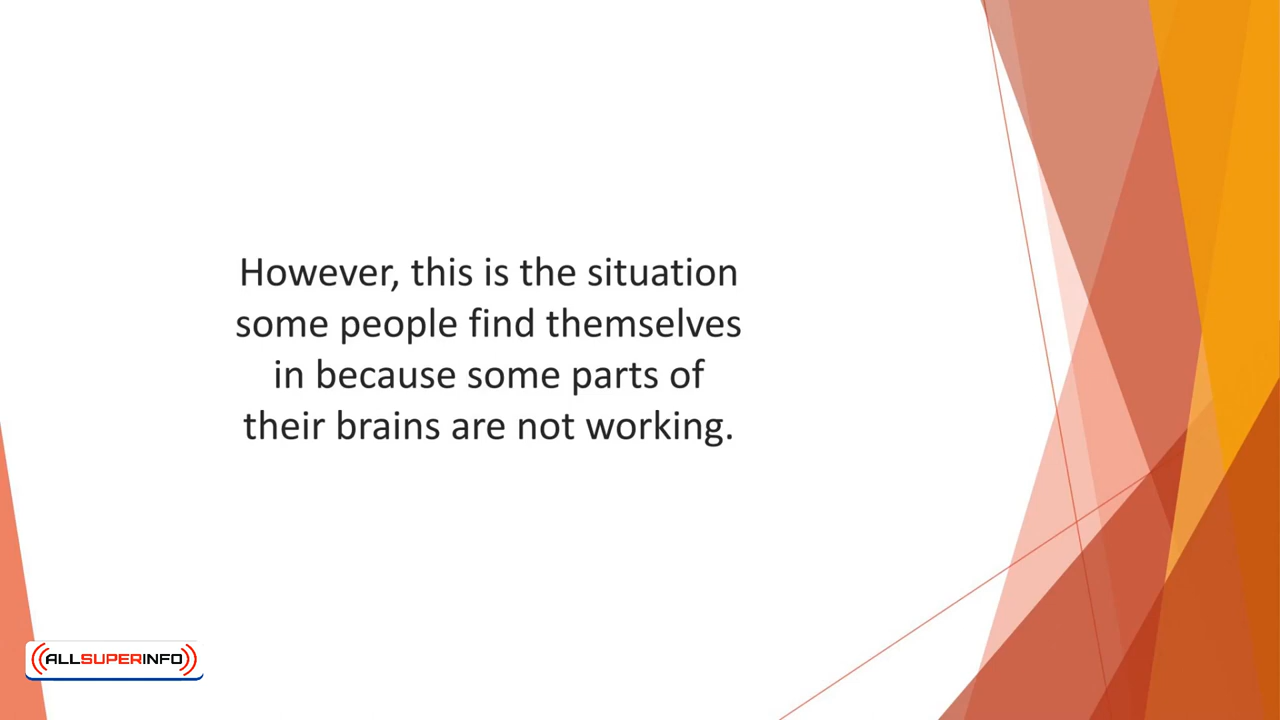 However, this is the situation
some people find themselves
in because some parts of
their brains are not working.
ALLSUPERINFO